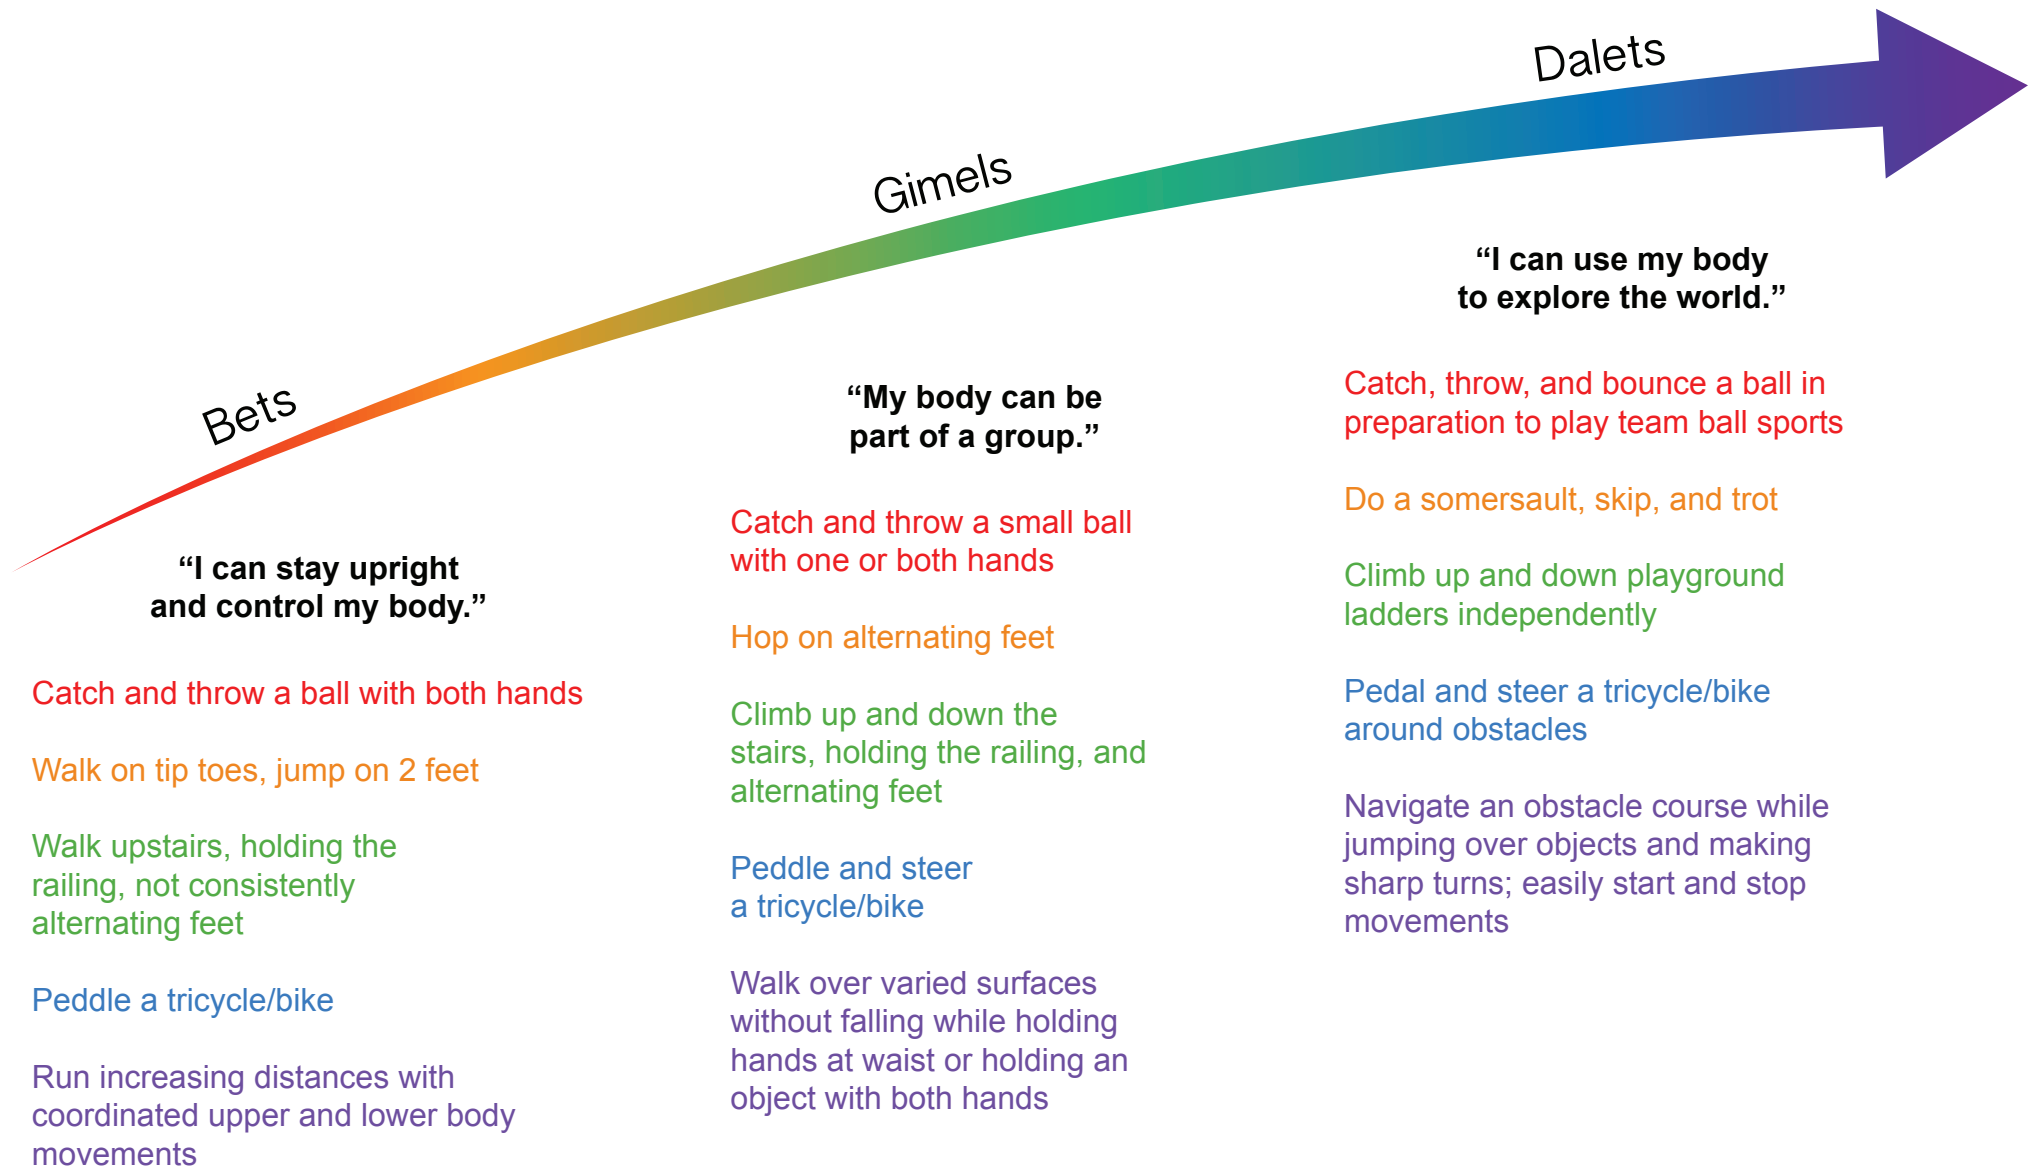 Bets
“I can stay upright
and control my body.”
Catch and throw a ball with both hands
Walk on tip toes, jump on 2 feet
Walk upstairs, holding the
railing, not consistently
alternating feet
Peddle a tricycle/bike
Run increasing distances with
coordinated upper and lower body
movements
Gimels
“My body can be
part of a group.”
Catch and throw a small ball
with one or both hands
Hop on alternating feet
Climb up and down the
stairs, holding the railing, and
alternating feet
Peddle and steer
a tricycle/bike
Walk over varied surfaces
without falling while holding
hands at waist or holding an
object with both hands
Dalets
“I can use my body
to explore the world.”
Catch, throw, and bounce a ball in
preparation to play team ball sports
Do a somersault, skip, and trot
Climb up and down playground
ladders independently
Pedal and steer a tricycle/bike
around obstacles
Navigate an obstacle course while
jumping over objects and making
sharp turns; easily start and stop
movements